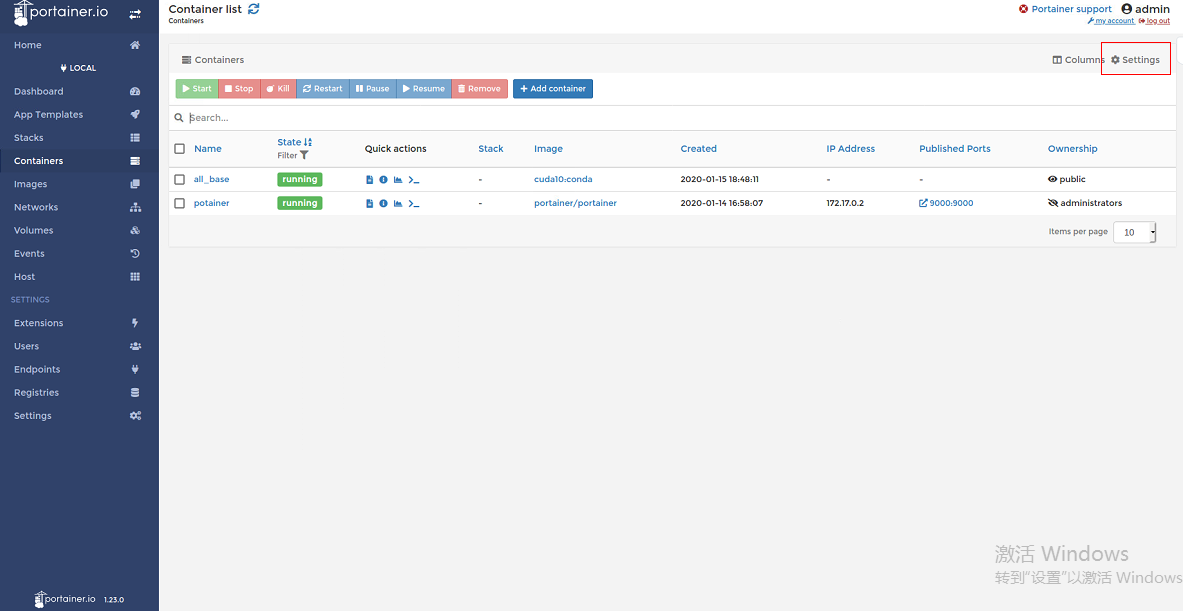 portainer.io
Container list
Containers
Portainer support
admin
my account
log out
Home
LOCAL
Dashboard
App Templates
Stacks
Containers
Images
Networks
Volumes
Events
Host
SETTINGS
Extensions
Users
Endpoints
Registries
Settings
portainer.io 1.23.0
Containers
Columns
Settings
Start Stop Kill Restart Pause Resume Remove Add container
Search...
Name State Quick actions Stack Image Created IP Address Published Ports Ownership
Filter
all_base running - cuda10:conda 2020-01-15 18:48:11 - - public
potainer running - portainer/portainer 2020-01-14 16:58:07 172.17.0.2 9000:9000 administrators
Items per page 10
激活 Windows
转到“设置”以激活 Windows